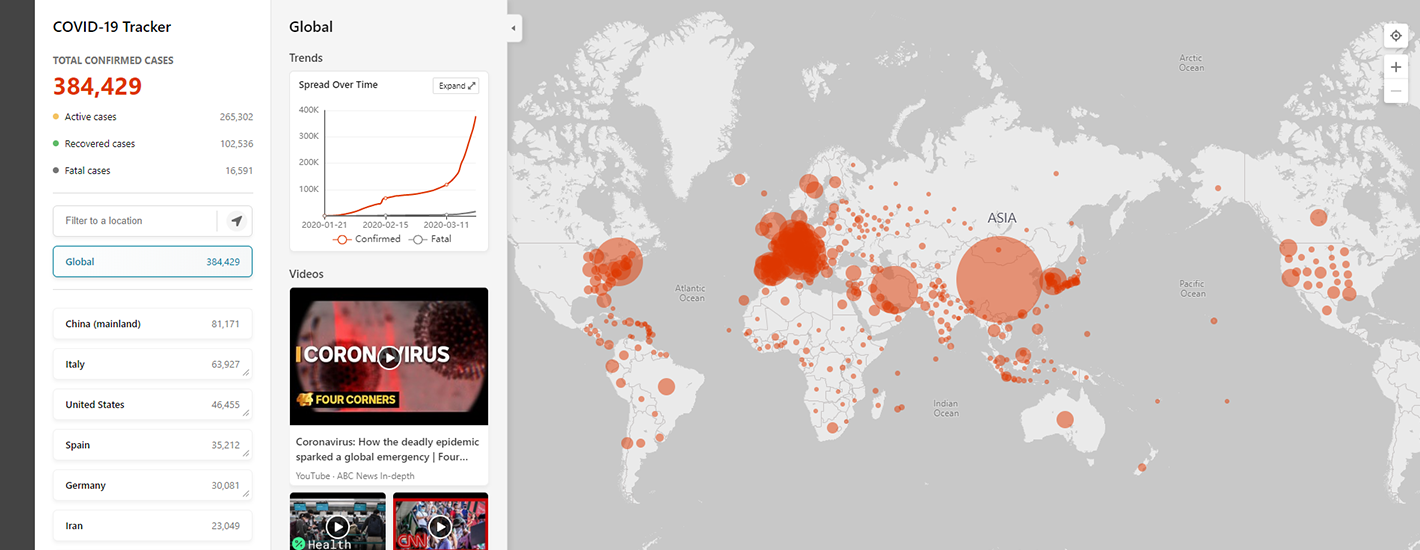 COVID-19 Tracker
TOTAL CONFIRMED CASES
384,429
Active cases 265,302
Recovered cases 102,536
Fatal cases 16,591
Filter to a location
Global 384,429
China (mainland) 81,171
Italy 63,927
United States 46,455
Spain 35,212
Germany 30,081
Iran 23,049
Global
Trends
Spread Over Time Expand
400K
300K
200K
100K
2020-01-21 2020-02-15 2020-03-11
Confirmed Fatal
Videos
CORONAVIRUS
4 FOUR CORNERS
Coronavirus: How the deadly epidemic
sparked a global emergency | Four...
YouTube · ABC News In-depth
Health
CNN
Arctic
Ocean
ASIA
Atlantic
Ocean
Pacific
Ocean
Indian
Ocean